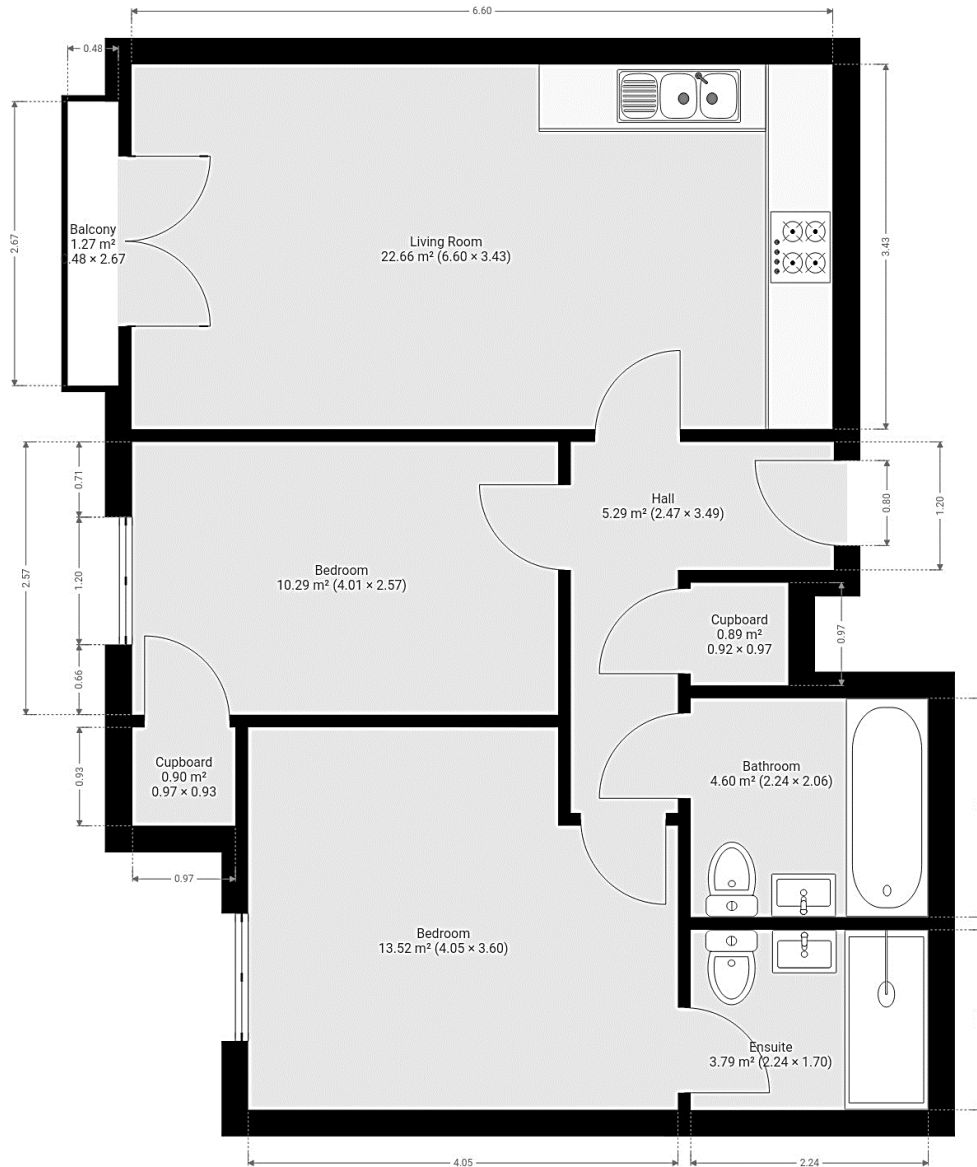 6.60
0.48
Balcony
1.27 m²
.48 × 2.67
2.67
Living Room
22.66 m² (6.60 × 3.43)
3.43
0.71
1.20
0.66
2.57
Hall
5.29 m² (2.47 × 3.49)
0.80
1.20
Bedroom
10.29 m² (4.01 × 2.57)
Cupboard
0.89 m²
0.92 × 0.97
0.97
0.93
Cupboard
0.90 m²
0.97 × 0.93
0.97
Bathroom
4.60 m² (2.24 × 2.06)
Bedroom
13.52 m² (4.05 × 3.60)
Ensuite
3.79 m² (2.24 × 1.70)
4.05
2.24